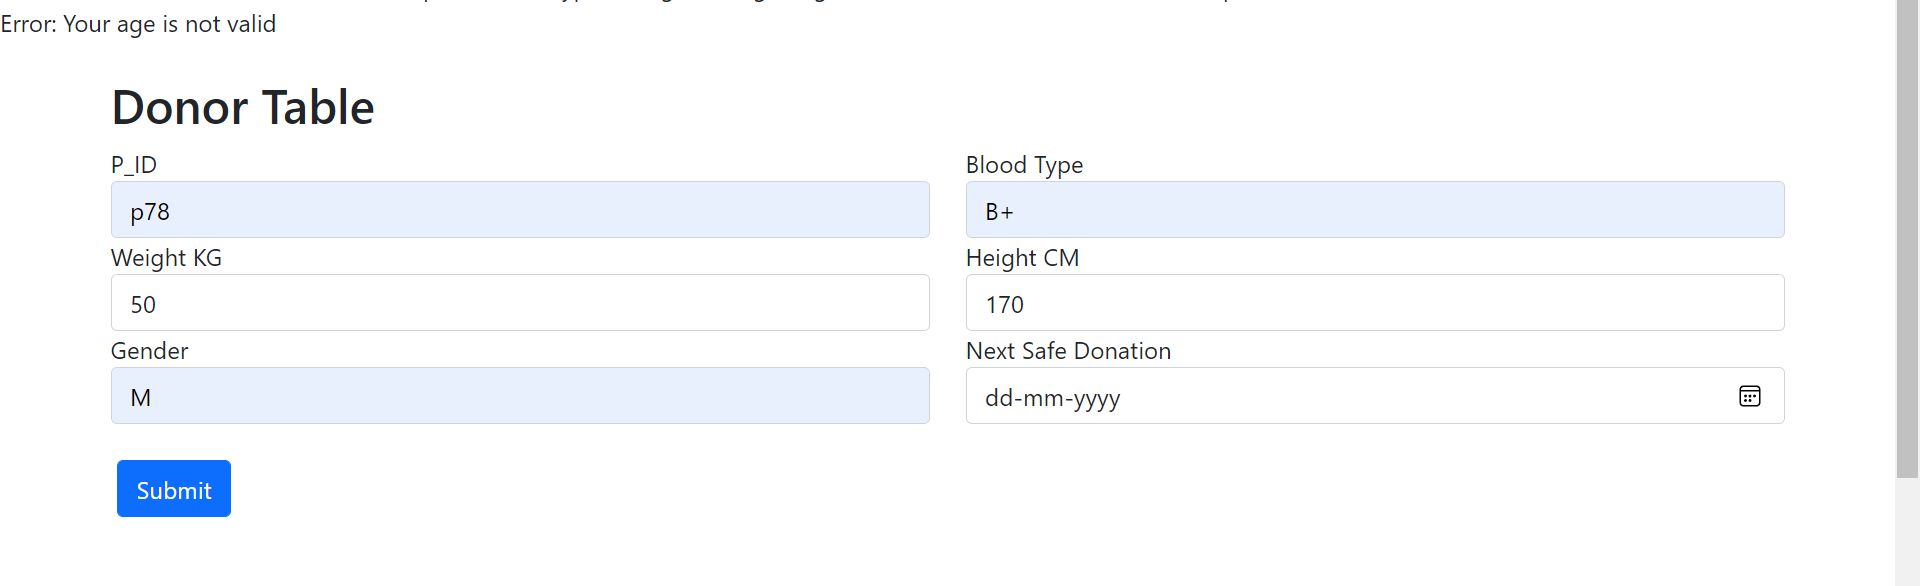 Error: Your age is not valid
Donor Table
P_ID
Blood Type
p78
B+
Weight KG
Height CM
50
170
Gender
Next Safe Donation
M
dd-mm-yyyy
Submit